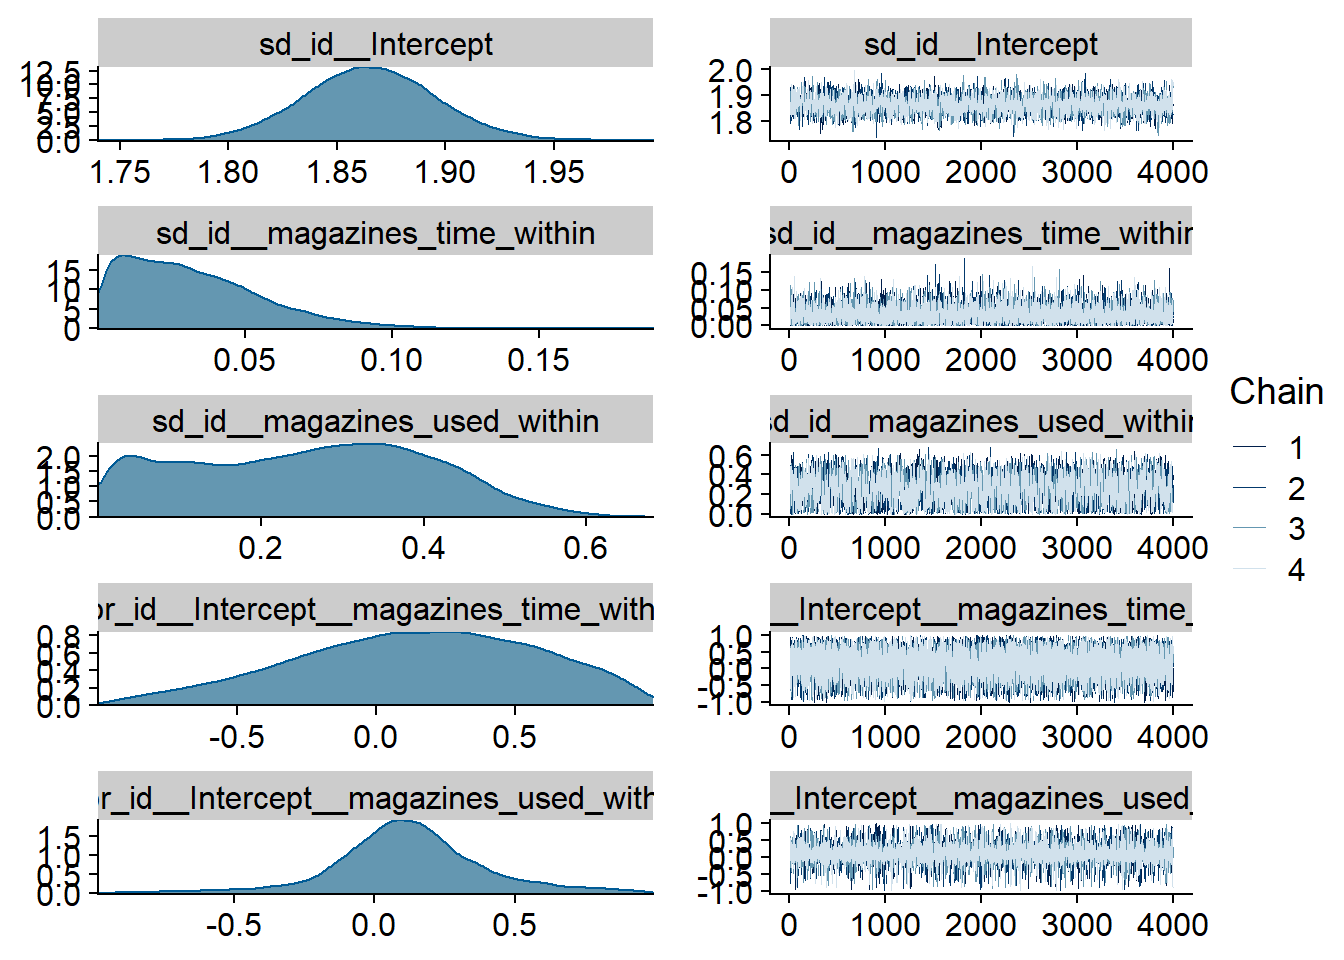 sd_id__Intercept
sd_id__Intercept
12.5
10.0
7.5
5.0
2.5
0.0
2.0
1.9
1.8
1.75 1.80 1.85 1.90 1.95
0 1000 2000 3000 4000
sd_id__magazines_time_within
sd_id__magazines_time_within
15
10
5
0
0.15
0.10
0.05
0.00
0.05 0.10 0.15
0 1000 2000 3000 4000
sd_id__magazines_used_within
sd_id__magazines_used_within
2.0
1.5
1.0
0.5
0.0
0.6
0.4
0.2
0.0
0.2 0.4 0.6
0 1000 2000 3000 4000
or_id__Intercept__magazines_time_with
__Intercept__magazines_time_
0.8
0.6
0.4
0.2
0.0
1.0
0.5
0.0
-0.5
-1.0
-0.5 0.0 0.5
0 1000 2000 3000 4000
or_id__Intercept__magazines_used_with
__Intercept__magazines_used_
1.5
1.0
0.5
0.0
1.0
0.5
0.0
-0.5
-1.0
-0.5 0.0 0.5
0 1000 2000 3000 4000
Chain
1
2
3
4